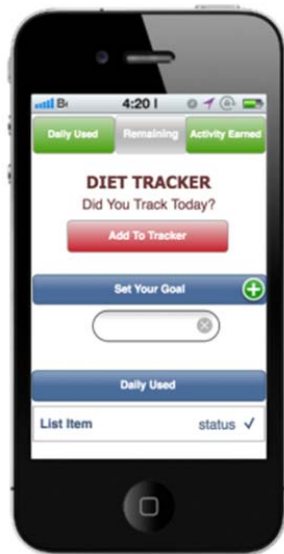 4:20
Daily Used Remaining Activity Earned
DIET TRACKER
Did You Track Today?
Add To Tracker
Set Your Goal
Daily Used
List Item status ✓